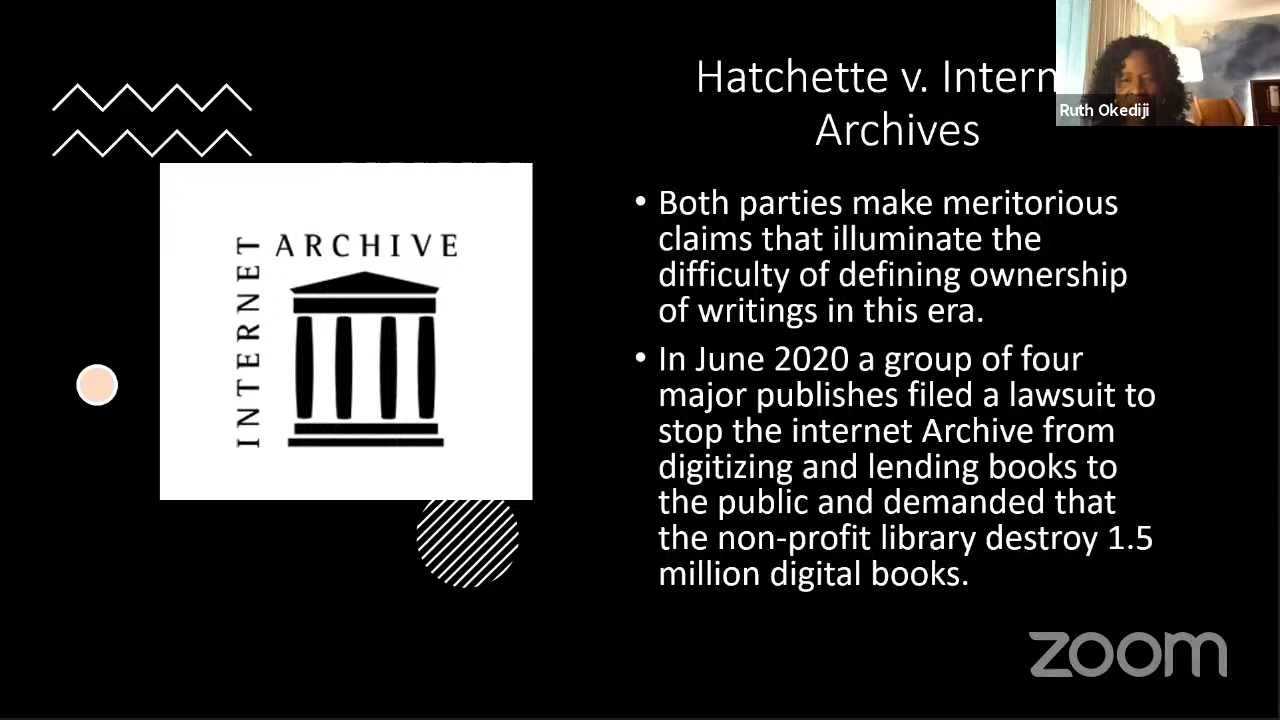 Hatchette v. Intern
Archives
Ruth Okediji
INTERNET
ARCHIVE
• Both parties make meritorious
claims that illuminate the
difficulty of defining ownership
of writings in this era.
• In June 2020 a group of four
major publishes filed a lawsuit to
stop the internet Archive from
digitizing and lending books to
the public and demanded that
the non-profit library destroy 1.5
million digital books.
zoom